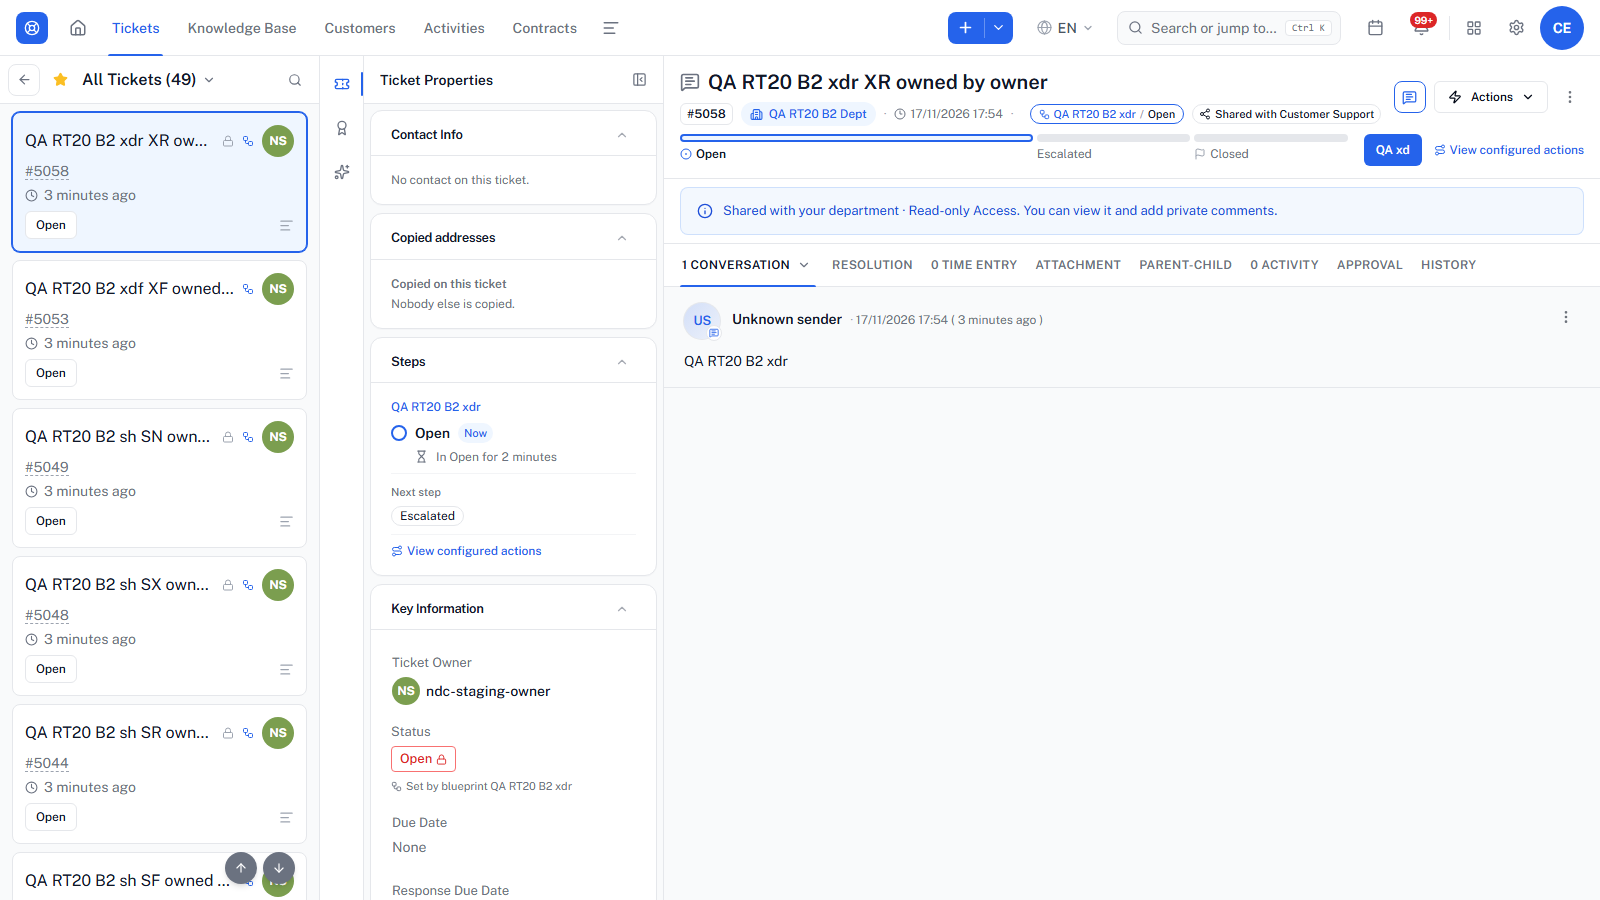 Tickets
Knowledge Base
Customers
Activities
Contracts
EN
Search or jump to...
Ctrl K
99+
CE
All Tickets (49)
QA RT20 B2 xdr XR ow...
NS
#5058
3 minutes ago
Open
QA RT20 B2 xdf XF owned...
NS
#5053
3 minutes ago
Open
QA RT20 B2 sh SN own...
NS
#5049
3 minutes ago
Open
QA RT20 B2 sh SX own...
NS
#5048
3 minutes ago
Open
QA RT20 B2 sh SR own...
NS
#5044
3 minutes ago
Open
QA RT20 B2 sh SF owned ...
Ticket Properties
Contact Info
No contact on this ticket.
Copied addresses
Copied on this ticket
Nobody else is copied.
Steps
QA RT20 B2 xdr
Open Now
In Open for 2 minutes
Next step
Escalated
View configured actions
Key Information
Ticket Owner
NS ndc-staging-owner
Status
Open
Set by blueprint QA RT20 B2 xdr
Due Date
None
Response Due Date
QA RT20 B2 xdr XR owned by owner
#5058 QA RT20 B2 Dept · 17/11/2026 17:54 · QA RT20 B2 xdr / Open Shared with Customer Support
Actions
Open
Escalated
Closed
QA xd
View configured actions
Shared with your department · Read-only Access. You can view it and add private comments.
1 CONVERSATION
RESOLUTION
0 TIME ENTRY
ATTACHMENT
PARENT-CHILD
0 ACTIVITY
APPROVAL
HISTORY
US
Unknown sender · 17/11/2026 17:54 ( 3 minutes ago )
QA RT20 B2 xdr